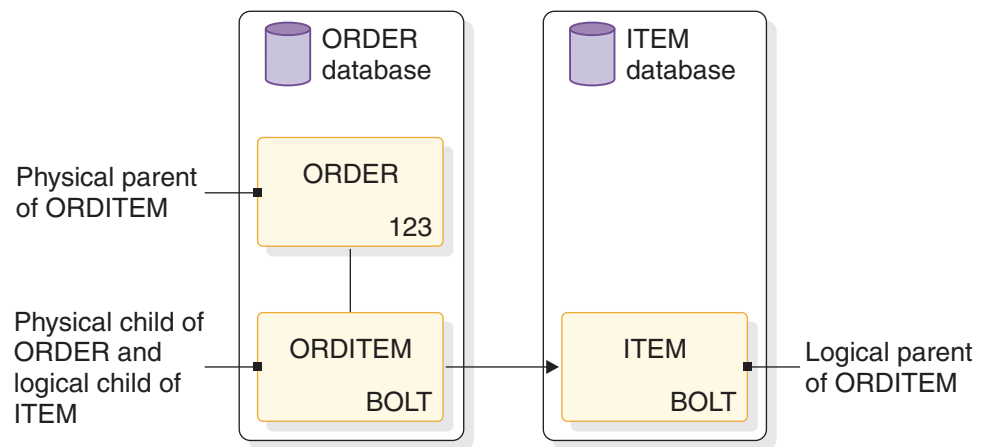 ORDER
database
ITEM
database
Physical parent
of ORDITEM
ORDER
123
Physical child of
ORDER and
logical child of
ITEM
ORDITEM
BOLT
ITEM
BOLT
Logical parent
of ORDITEM